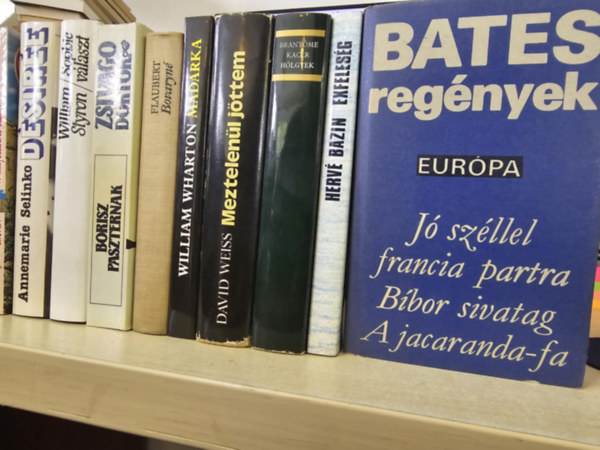 Annemarie Selinko DÉSIRÉE
William / Sophie
Styron / választ
ZSIVAGO
DOKTOR
BORISZ
PASZTERNAK
FLAUBERT
Bovaryné
WILLIAM WHARTON MADÁRKA
DAVID WEISS Meztelenül jöttem
BRANTÔME
KACÉR
HÖLGYEK
HERVÉ BAZIN EXFELESÉG
BATES
regények
EURÓPA
Jó széllel
francia partra
Bíbor sivatag
A jacaranda-fa